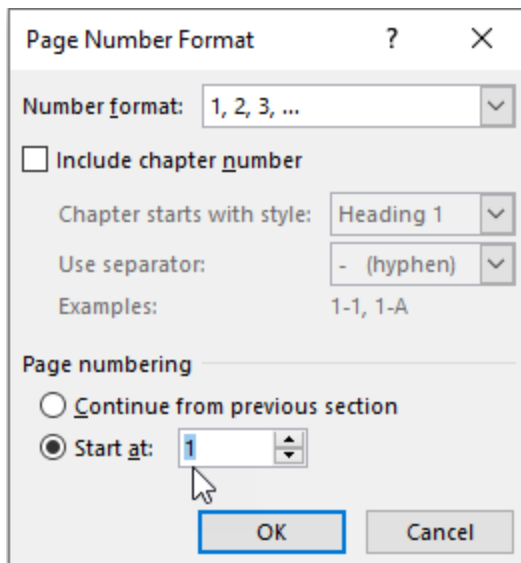 Page Number Format ?
Number format: 1, 2, 3, ...
Include chapter number
Chapter starts with style: Heading 1
Use separator: - (hyphen)
Examples: 1-1, 1-A
Page numbering
Continue from previous section
Start at: 1
OK Cancel